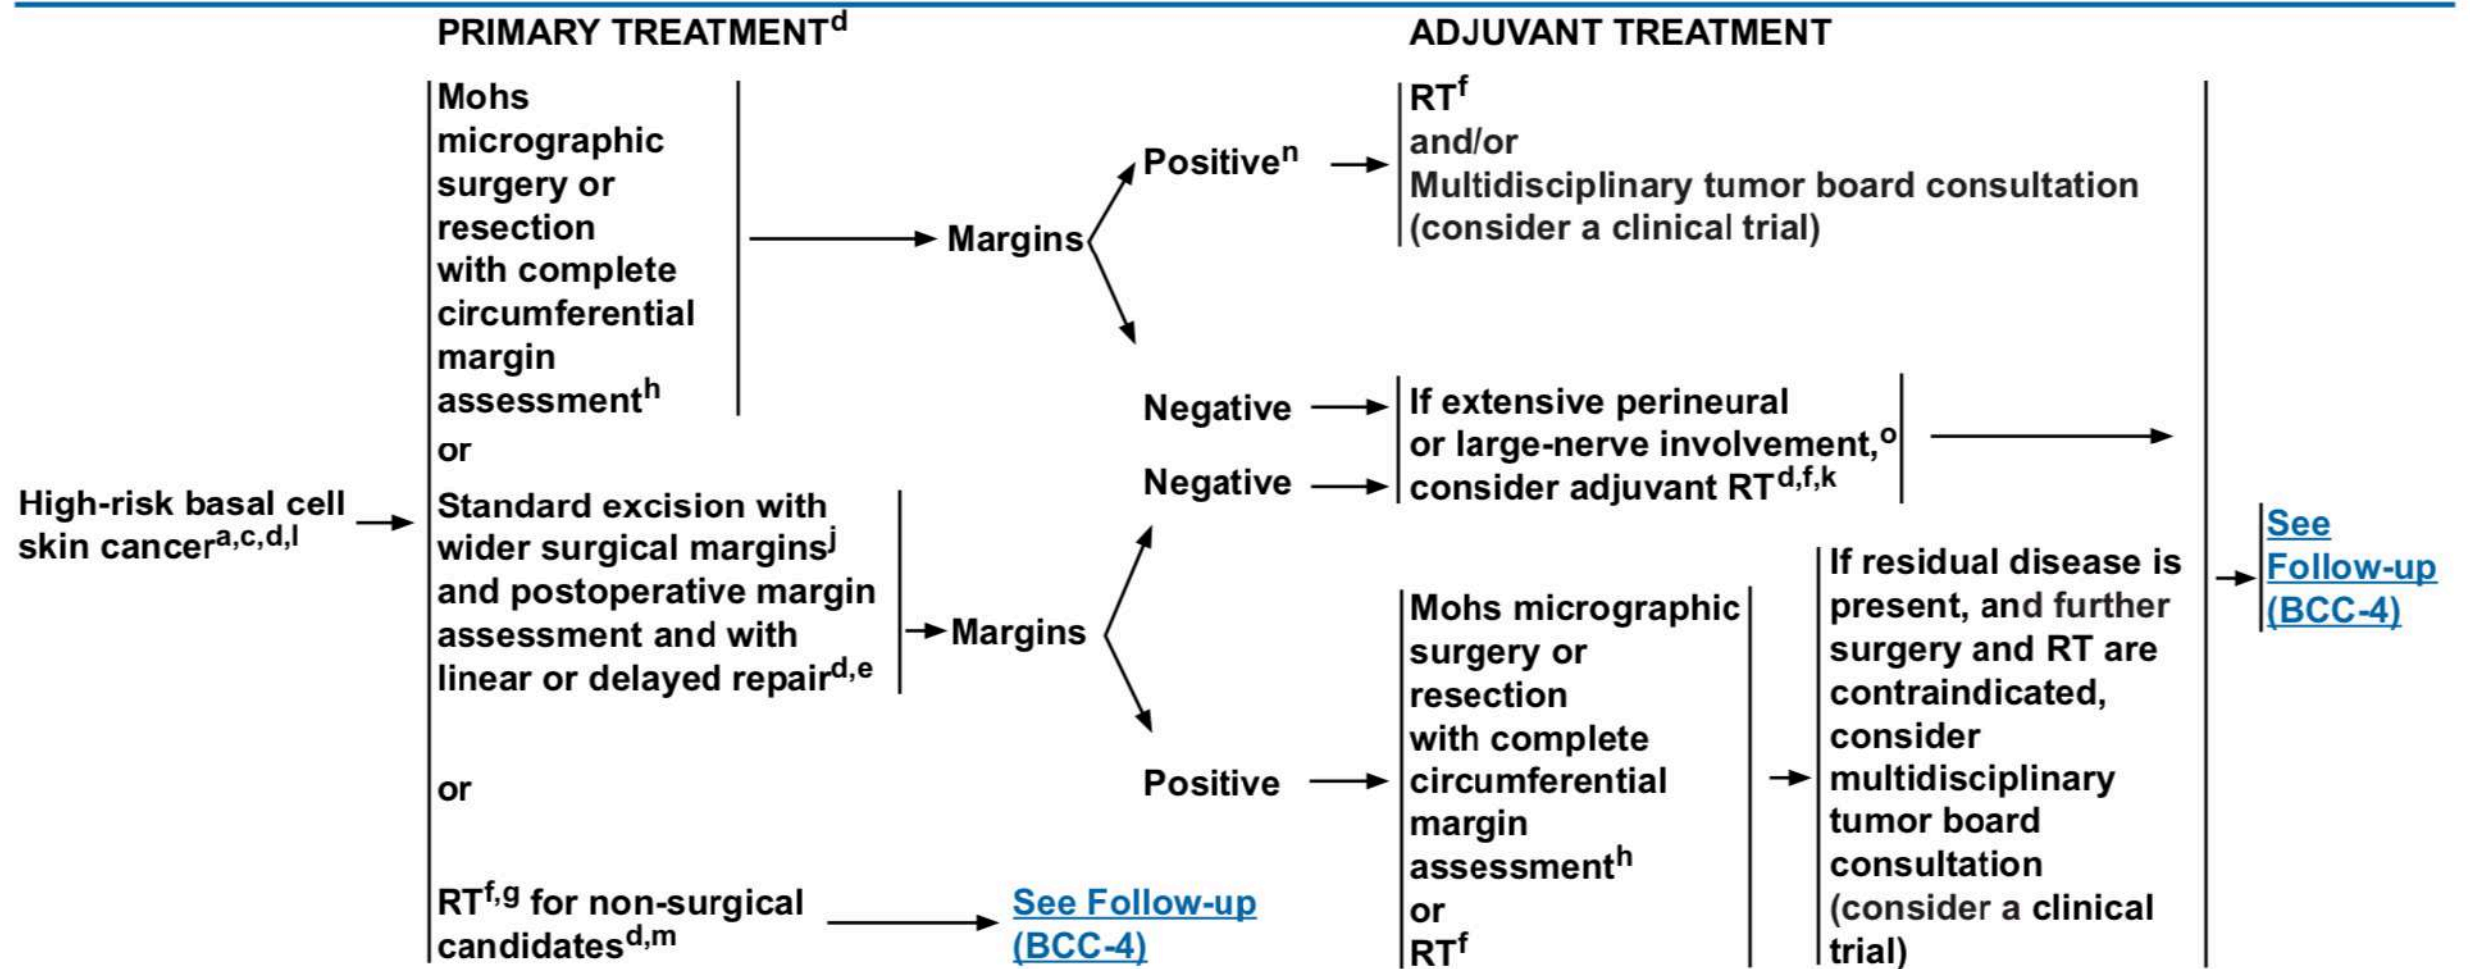 PRIMARY TREATMENTd
ADJUVANT TREATMENT
High-risk basal cell
skin cancera,c,d,l
Mohs
micrographic
surgery or
resection
with complete
circumferential
margin
assessmenth
or
Standard excision with
wider surgical marginsj
and postoperative margin
assessment and with
linear or delayed repaird,e
or
RTf,g for non-surgical
candidatesd,m
See Follow-up
(BCC-4)
Margins
Positiven
RTf
and/or
Multidisciplinary tumor board consultation
(consider a clinical trial)
Negative
If extensive perineural
or large-nerve involvement,o
consider adjuvant RTd,f,k
Margins
Negative
Positive
Mohs micrographic
surgery or
resection
with complete
circumferential
margin
assessmenth
or
RTf
If residual disease is
present, and further
surgery and RT are
contraindicated,
consider
multidisciplinary
tumor board
consultation
(consider a clinical
trial)
See
Follow-up
(BCC-4)